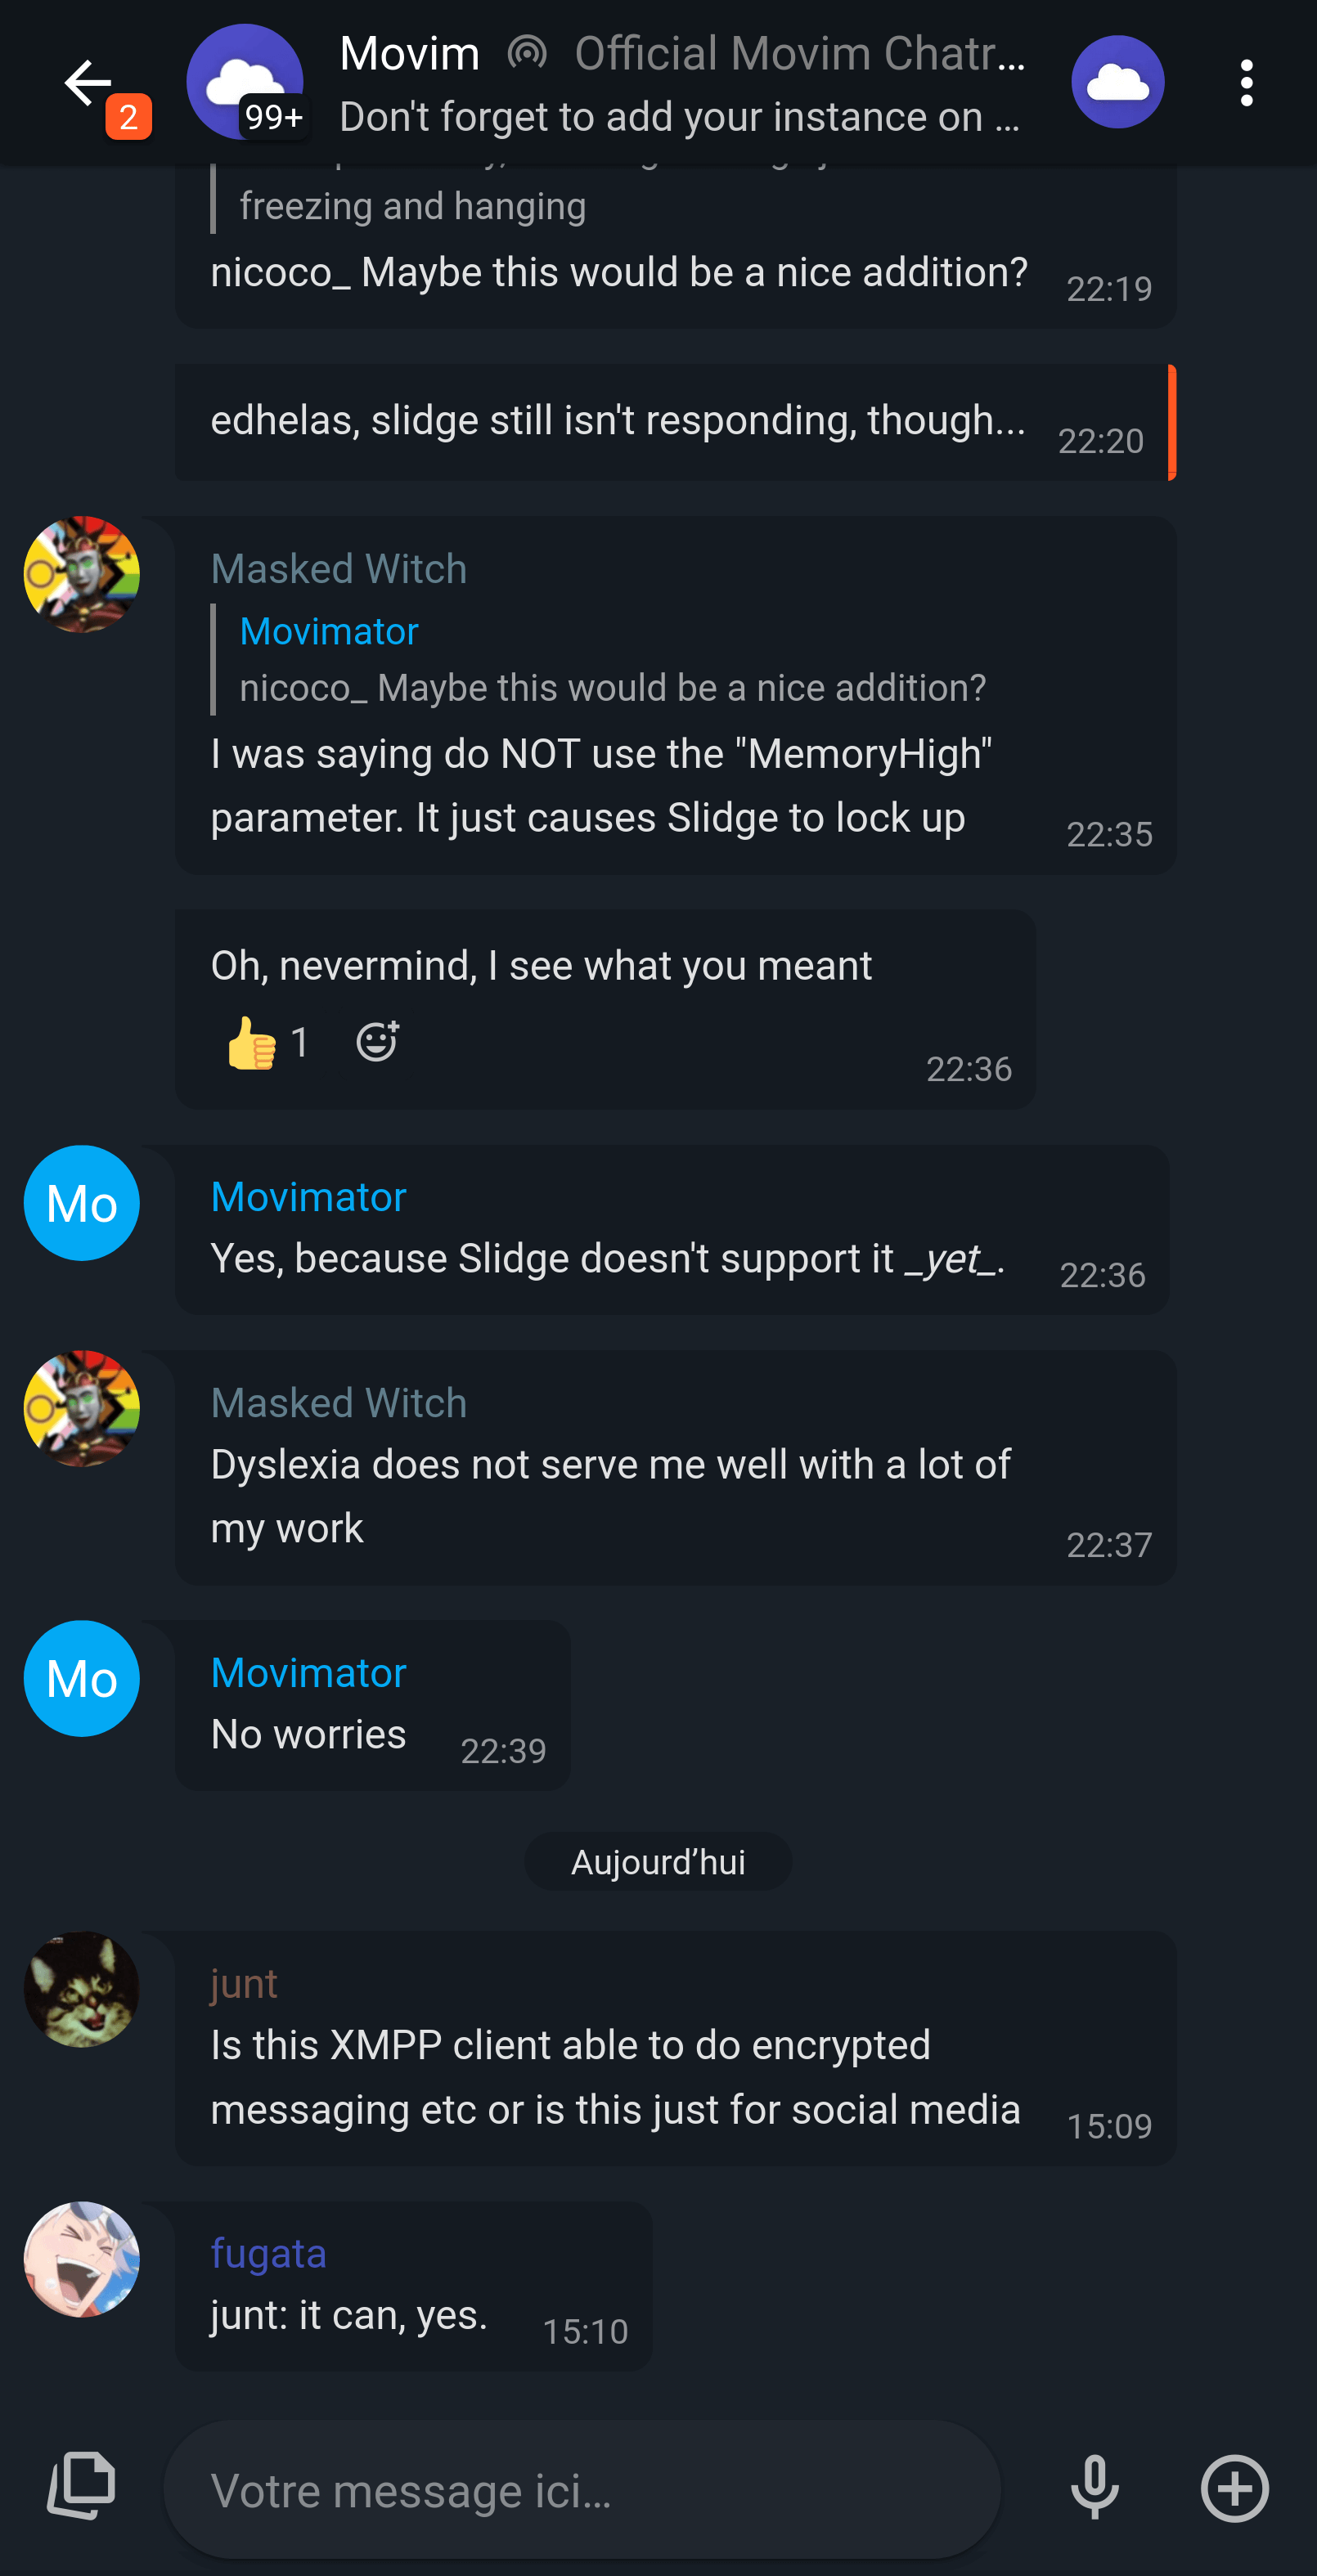 Movim Official Movim Chatr...
Don't forget to add your instance on ...
2
99+
freezing and hanging
nicoco_ Maybe this would be a nice addition?
22:19
edhelas, slidge still isn't responding, though...
22:20
Masked Witch
Movimator
nicoco_ Maybe this would be a nice addition?
I was saying do NOT use the "MemoryHigh"
parameter. It just causes Slidge to lock up
22:35
Oh, nevermind, I see what you meant
👍 1
22:36
Mo
Movimator
Yes, because Slidge doesn't support it _yet_.
22:36
Masked Witch
Dyslexia does not serve me well with a lot of
my work
22:37
Mo
Movimator
No worries
22:39
Aujourd’hui
junt
Is this XMPP client able to do encrypted
messaging etc or is this just for social media
15:09
fugata
junt: it can, yes.
15:10
Votre message ici...